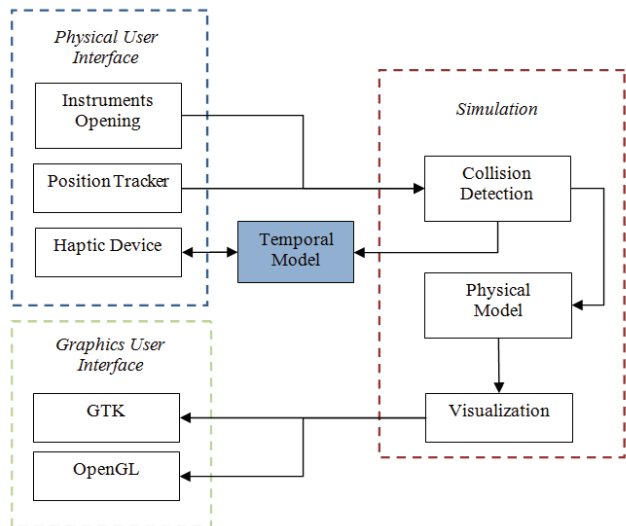 Physical User
Interface
Instruments
Opening
Position Tracker
Haptic Device
Temporal
Model
Simulation
Collision
Detection
Physical
Model
Visualization
Graphics User
Interface
GTK
OpenGL